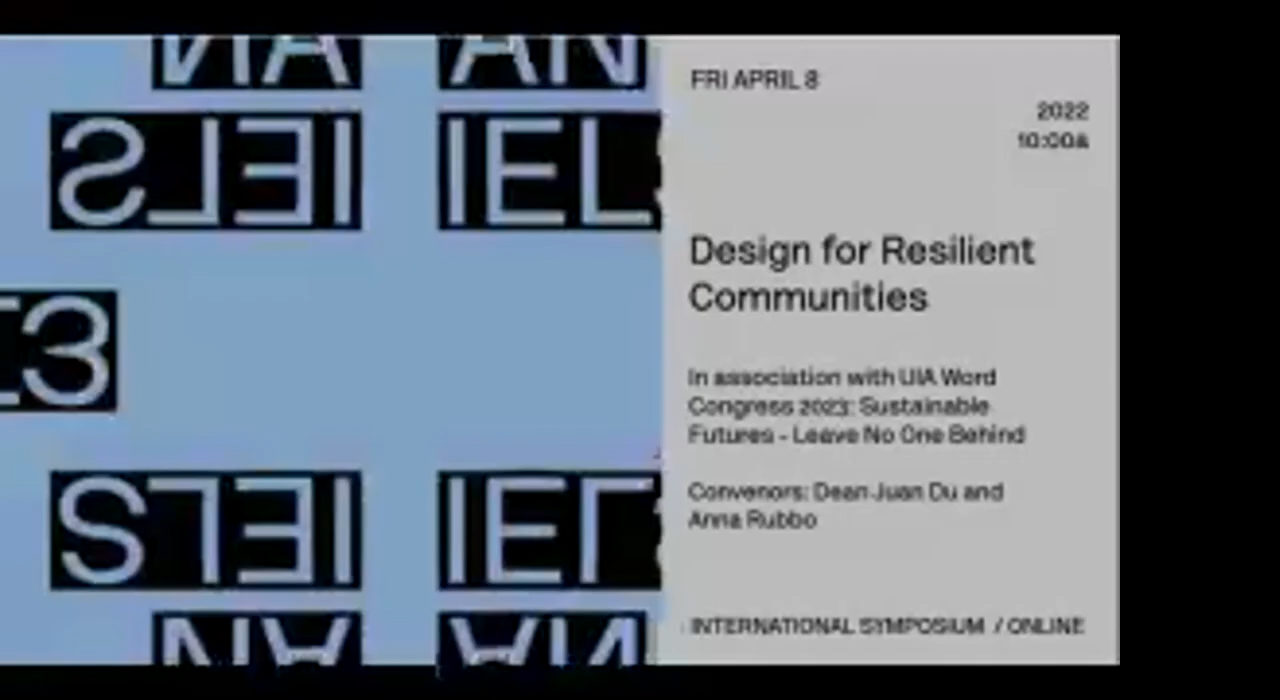 FRI APRIL 8
2022
10:00A
Design for Resilient
Communities
In association with UIA Word
Congress 2023: Sustainable
Futures - Leave No One Behind
Convenors: Dean Juan Du and
Anna Rubbo
INTERNATIONAL SYMPOSIUM / ONLINE